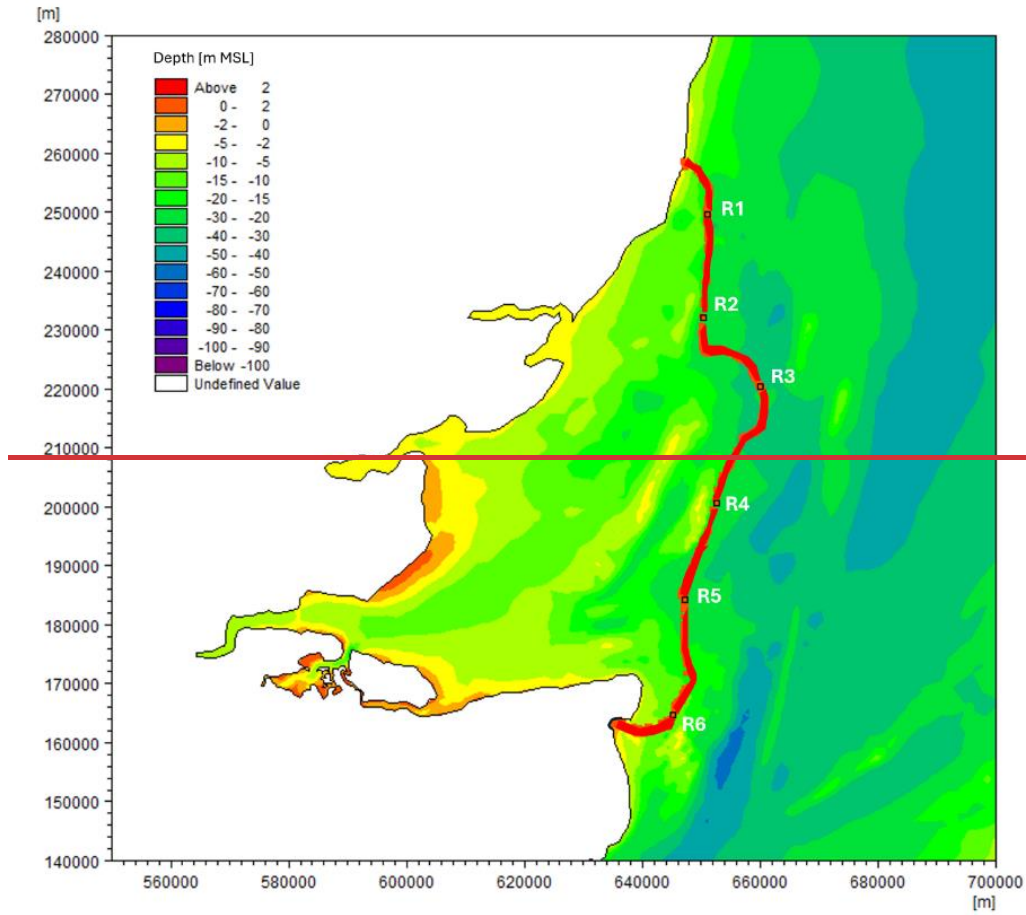 [m]
280000
270000
260000
250000
240000
230000
220000
210000
200000
190000
180000
170000
160000
150000
140000
Depth [m MSL]
Above 2
0 - 2
-2 - 0
-5 - -2
-10 - -5
-15 - -10
-20 - -15
-30 - -20
-40 - -30
-50 - -40
-60 - -50
-70 - -60
-80 - -70
-90 - -80
-100 - -90
Below -100
Undefined Value
R1
R2
R3
R4
R5
R6
560000 580000 600000 620000 640000 660000 680000 700000
[m]